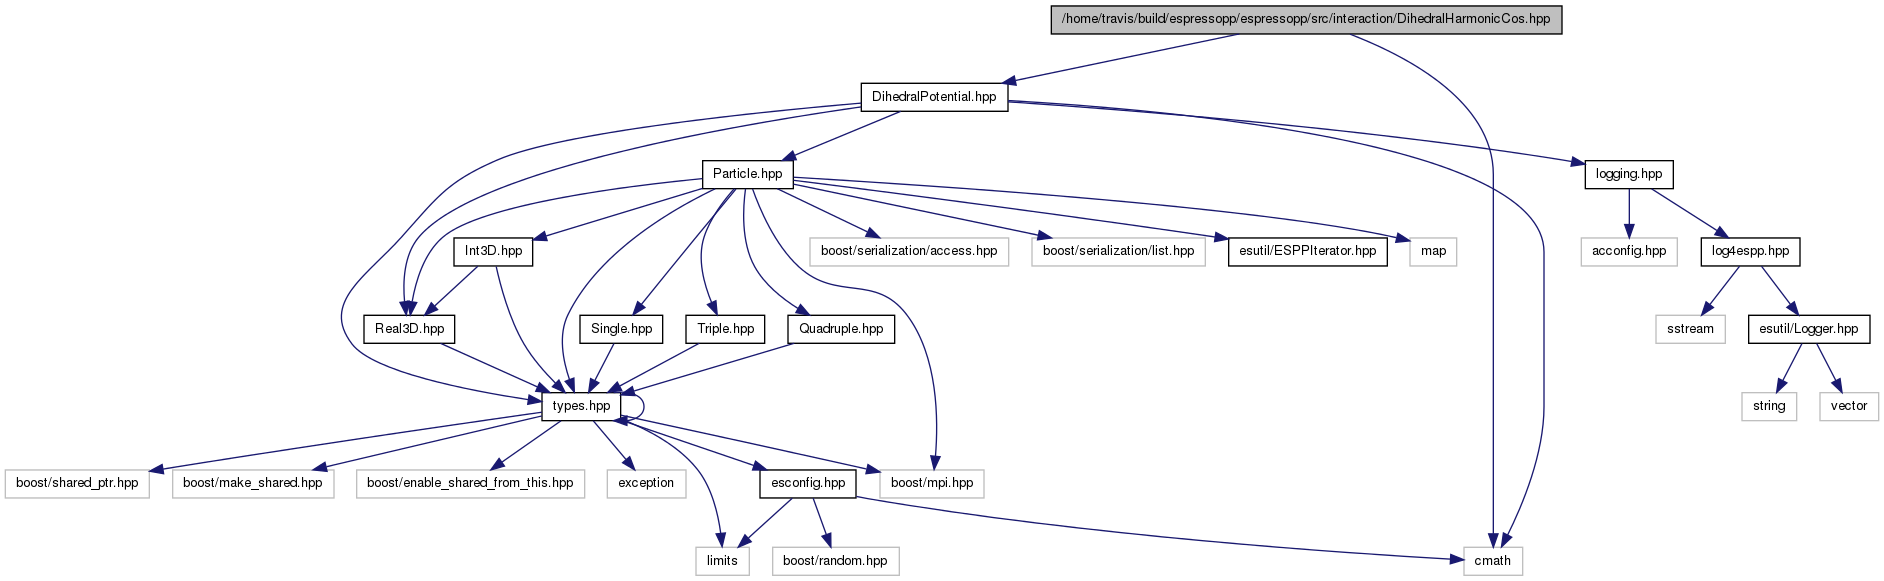 /home/travis/build/espressopp/espressopp/src/interaction/DihedralHarmonicCos.hpp
DihedralPotential.hpp
Particle.hpp
logging.hpp
Int3D.hpp
boost/serialization/access.hpp
boost/serialization/list.hpp
esutil/ESPPIterator.hpp
map
acconfig.hpp
log4espp.hpp
Real3D.hpp
Single.hpp
Triple.hpp
Quadruple.hpp
sstream
esutil/Logger.hpp
types.hpp
string
vector
boost/shared_ptr.hpp
boost/make_shared.hpp
boost/enable_shared_from_this.hpp
exception
esconfig.hpp
boost/mpi.hpp
limits
boost/random.hpp
cmath